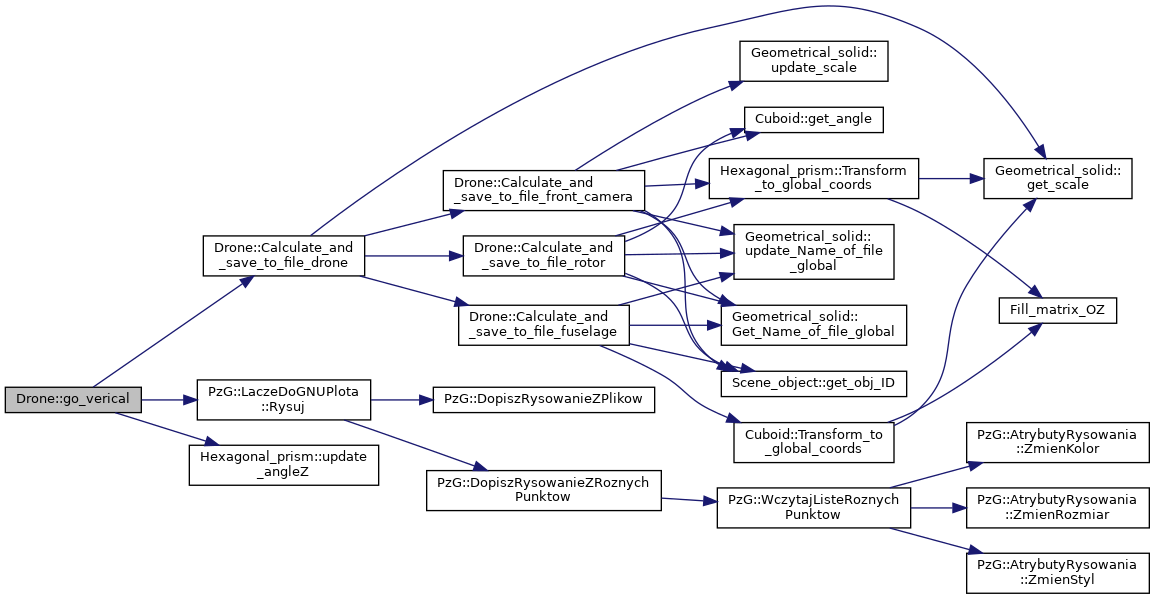 Drone::go_verical
Drone::Calculate_and
_save_to_file_drone
PzG::LaczeDoGNUPlota
::Rysuj
Hexagonal_prism::update
_angleZ
Drone::Calculate_and
_save_to_file_front_camera
Drone::Calculate_and
_save_to_file_rotor
Drone::Calculate_and
_save_to_file_fuselage
PzG::DopiszRysowanieZPlikow
PzG::DopiszRysowanieZRoznych
Punktow
Geometrical_solid::
update_scale
Cuboid::get_angle
Hexagonal_prism::Transform
_to_global_coords
Geometrical_solid::
update_Name_of_file
_global
Geometrical_solid::
Get_Name_of_file_global
Scene_object::get_obj_ID
Cuboid::Transform_to
_global_coords
PzG::WczytajListeRoznych
Punktow
Geometrical_solid::
get_scale
Fill_matrix_OZ
PzG::AtrybutyRysowania
::ZmienKolor
PzG::AtrybutyRysowania
::ZmienRozmiar
PzG::AtrybutyRysowania
::ZmienStyl